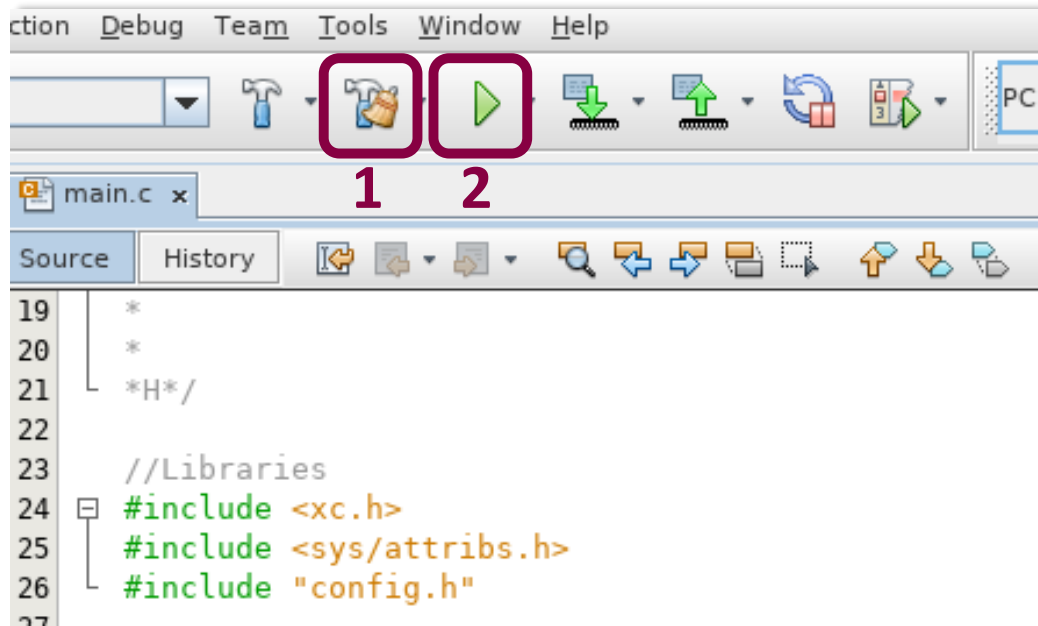 ction Debug Team Tools Window Help
PC
1 2
main.c x
Source History
19 *
20 *
21 *H*/
22
23 //Libraries
24 #include <xc.h>
25 #include <sys/attribs.h>
26 #include "config.h"
27